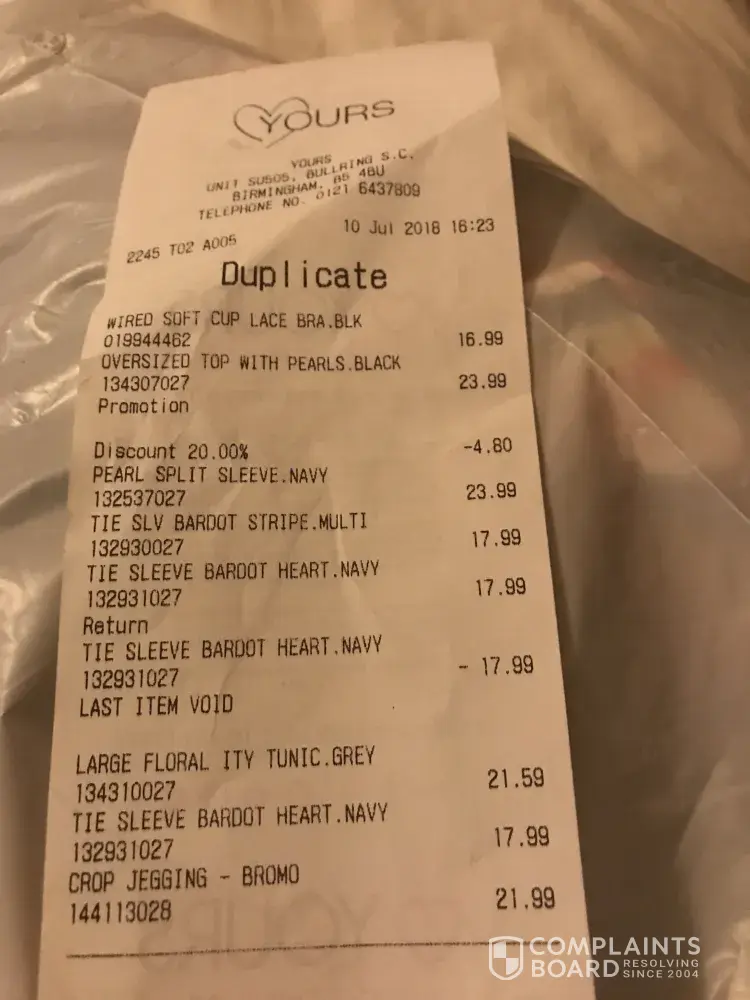 YOURS
YOURS
UNIT SU505, BULLRING S.C.
BIRMINGHAM, B5 4BU
TELEPHONE NO. 0121 6437809
10 Jul 2018 16:23
2245 T02 A005
Duplicate
WIRED SOFT CUP LACE BRA.BLK
019944462 16.99
OVERSIZED TOP WITH PEARLS.BLACK
134307027 23.99
Promotion
Discount 20.00% -4.80
PEARL SPLIT SLEEVE.NAVY
132537027 23.99
TIE SLV BARDOT STRIPE.MULTI
132930027 17.99
TIE SLEEVE BARDOT HEART.NAVY
132931027 17.99
Return
TIE SLEEVE BARDOT HEART.NAVY
132931027 - 17.99
LAST ITEM VOID
LARGE FLORAL ITY TUNIC.GREY
134310027 21.59
TIE SLEEVE BARDOT HEART.NAVY
132931027 17.99
CROP JEGGING - BROMO
144113028 21.99
COMPLAINTS
BOARD RESOLVING
SINCE 2004